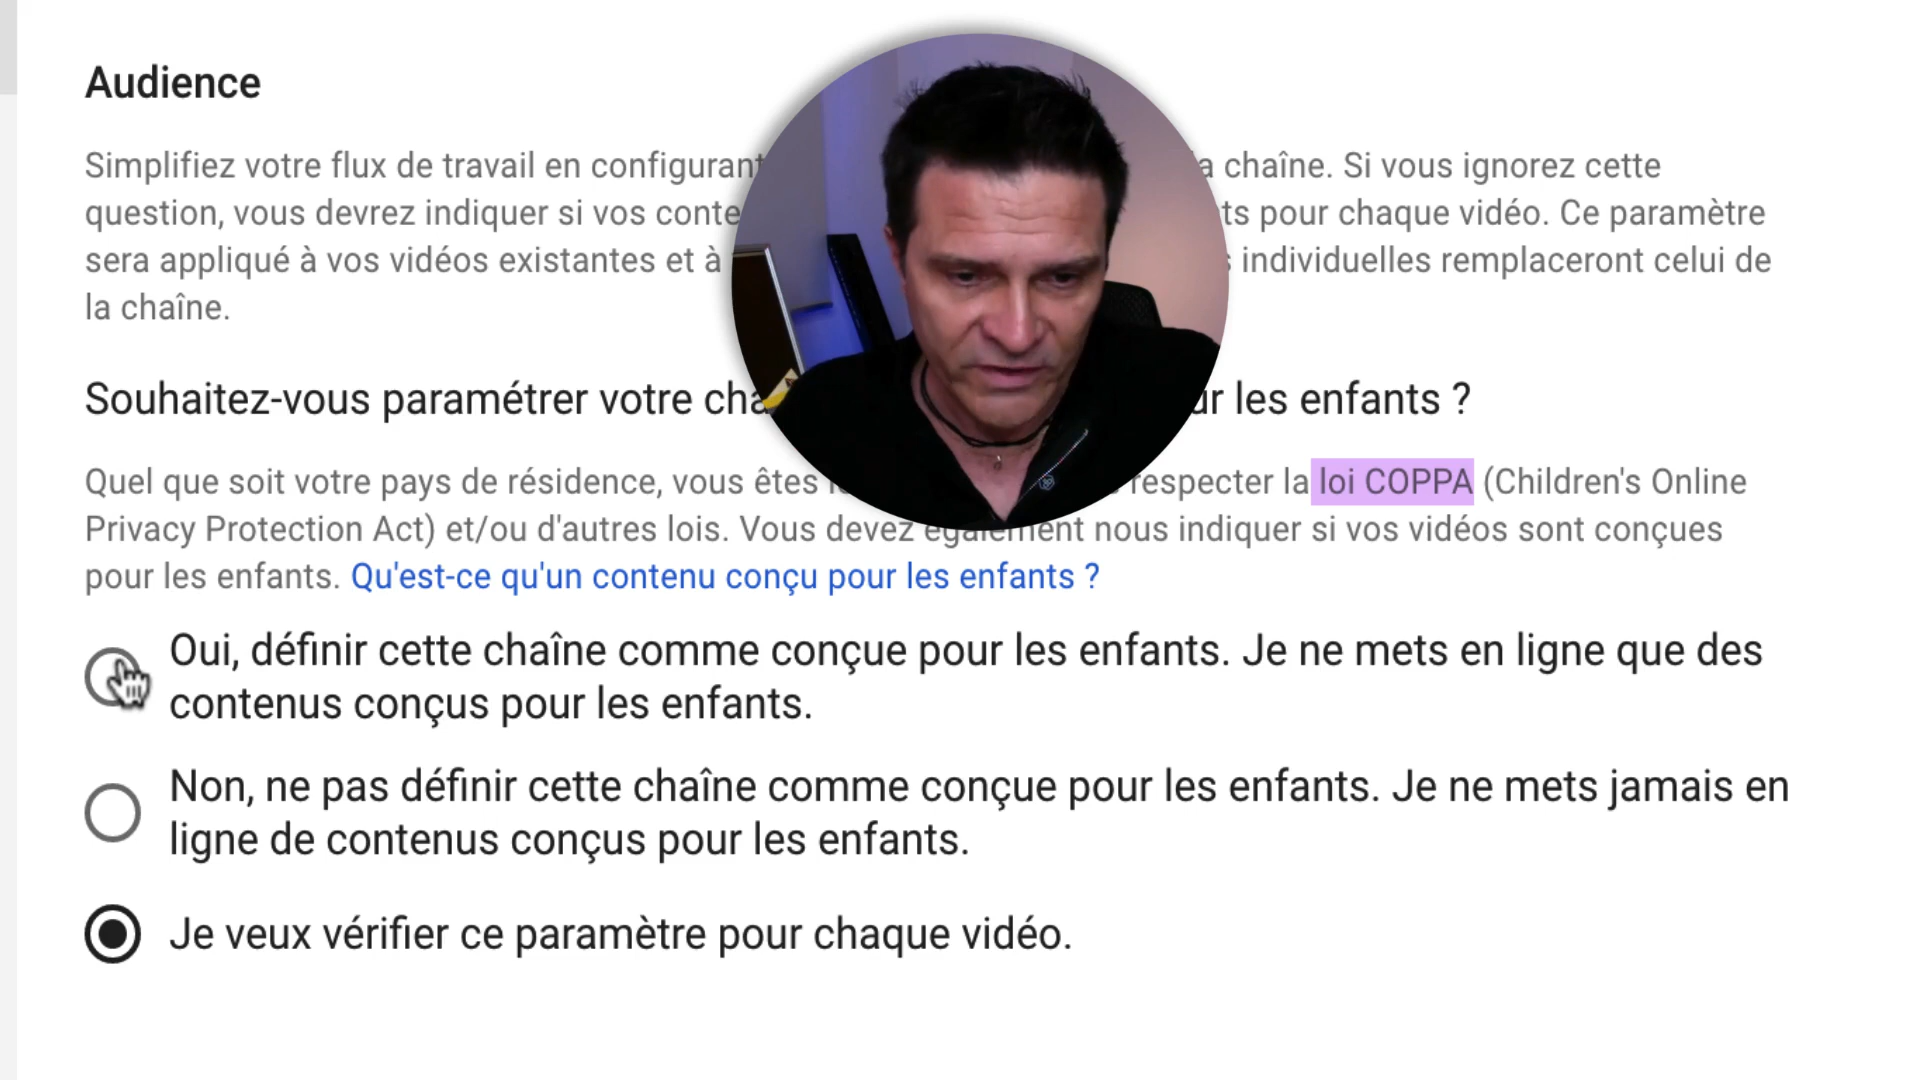 Audience
Simplifiez votre flux de travail en configurant chaîne. Si vous ignorez cette
question, vous devrez indiquer si vos pour chaque vidéo. Ce paramètre
sera appliqué à vos vidéos existantes et à individuelles remplaceront celui de
la chaîne.
Souhaitez-vous paramétrer votre les enfants ?
Quel que soit votre pays de résidence, vous êtes respecter la loi COPPA (Children's Online
Privacy Protection Act) et/ou d'autres lois. Vous devez également nous indiquer si vos vidéos sont conçues
pour les enfants. Qu'est-ce qu'un contenu conçu pour les enfants ?
Oui, définir cette chaîne comme conçue pour les enfants. Je ne mets en ligne que des
contenus conçus pour les enfants.
Non, ne pas définir cette chaîne comme conçue pour les enfants. Je ne mets jamais en
ligne de contenus conçus pour les enfants.
Je veux vérifier ce paramètre pour chaque vidéo.